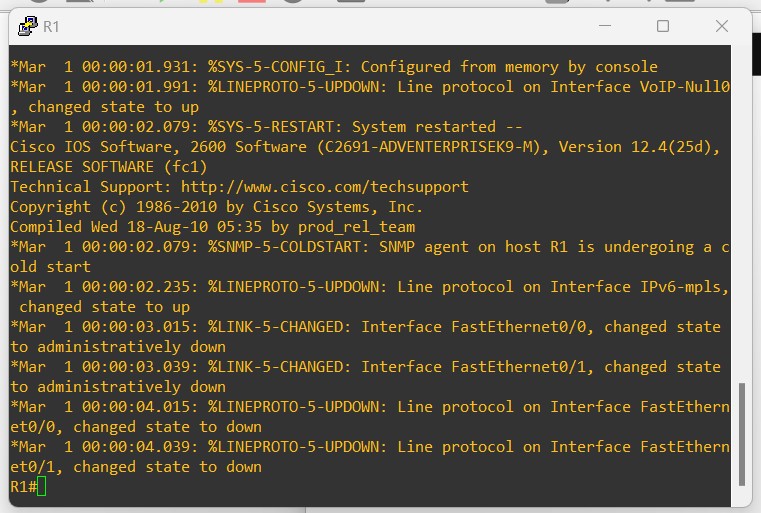 R1
*Mar  1 00:00:01.931: %SYS-5-CONFIG_I: Configured from memory by console
*Mar  1 00:00:01.991: %LINEPROTO-5-UPDOWN: Line protocol on Interface VoIP-Null0
, changed state to up
*Mar  1 00:00:02.079: %SYS-5-RESTART: System restarted --
Cisco IOS Software, 2600 Software (C2691-ADVENTERPRISEK9-M), Version 12.4(25d),
RELEASE SOFTWARE (fc1)
Technical Support: http://www.cisco.com/techsupport
Copyright (c) 1986-2010 by Cisco Systems, Inc.
Compiled Wed 18-Aug-10 05:35 by prod_rel_team
*Mar  1 00:00:02.079: %SNMP-5-COLDSTART: SNMP agent on host R1 is undergoing a c
old start
*Mar  1 00:00:02.235: %LINEPROTO-5-UPDOWN: Line protocol on Interface IPv6-mpls,
 changed state to up
*Mar  1 00:00:03.015: %LINK-5-CHANGED: Interface FastEthernet0/0, changed state
to administratively down
*Mar  1 00:00:03.039: %LINK-5-CHANGED: Interface FastEthernet0/1, changed state
to administratively down
*Mar  1 00:00:04.015: %LINEPROTO-5-UPDOWN: Line protocol on Interface FastEthern
et0/0, changed state to down
*Mar  1 00:00:04.039: %LINEPROTO-5-UPDOWN: Line protocol on Interface FastEthern
et0/1, changed state to down
R1#